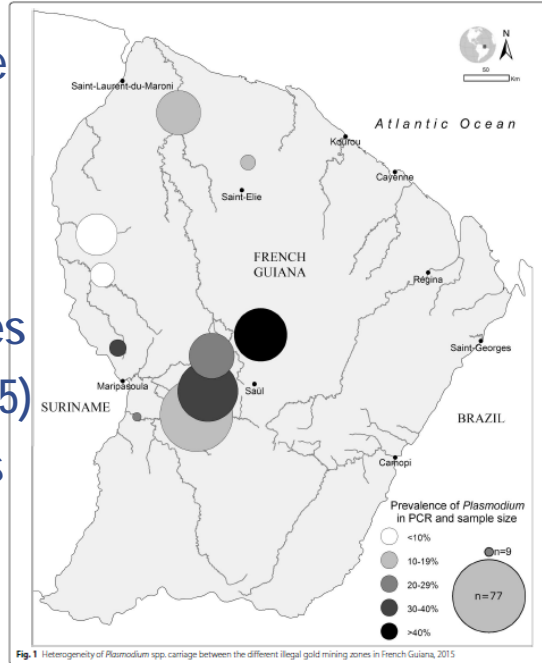 e
es
5)
s
N
50
Km
Saint-Laurent-du-Maroni
Atlantic Ocean
Kourou
Cayenne
Saint-Elie
FRENCH
GUIANA
Régina
Saint-Georges
Maripasoula
Saül
SURINAME
BRAZIL
Camopi
Prevalence of Plasmodium
in PCR and sample size
<10%
10-19%
20-29%
30-40%
>40%
n=9
n=77
Fig. 1 Heterogeneity of Plasmodium spp. carriage between the different illegal gold mining zones in French Guiana, 2015